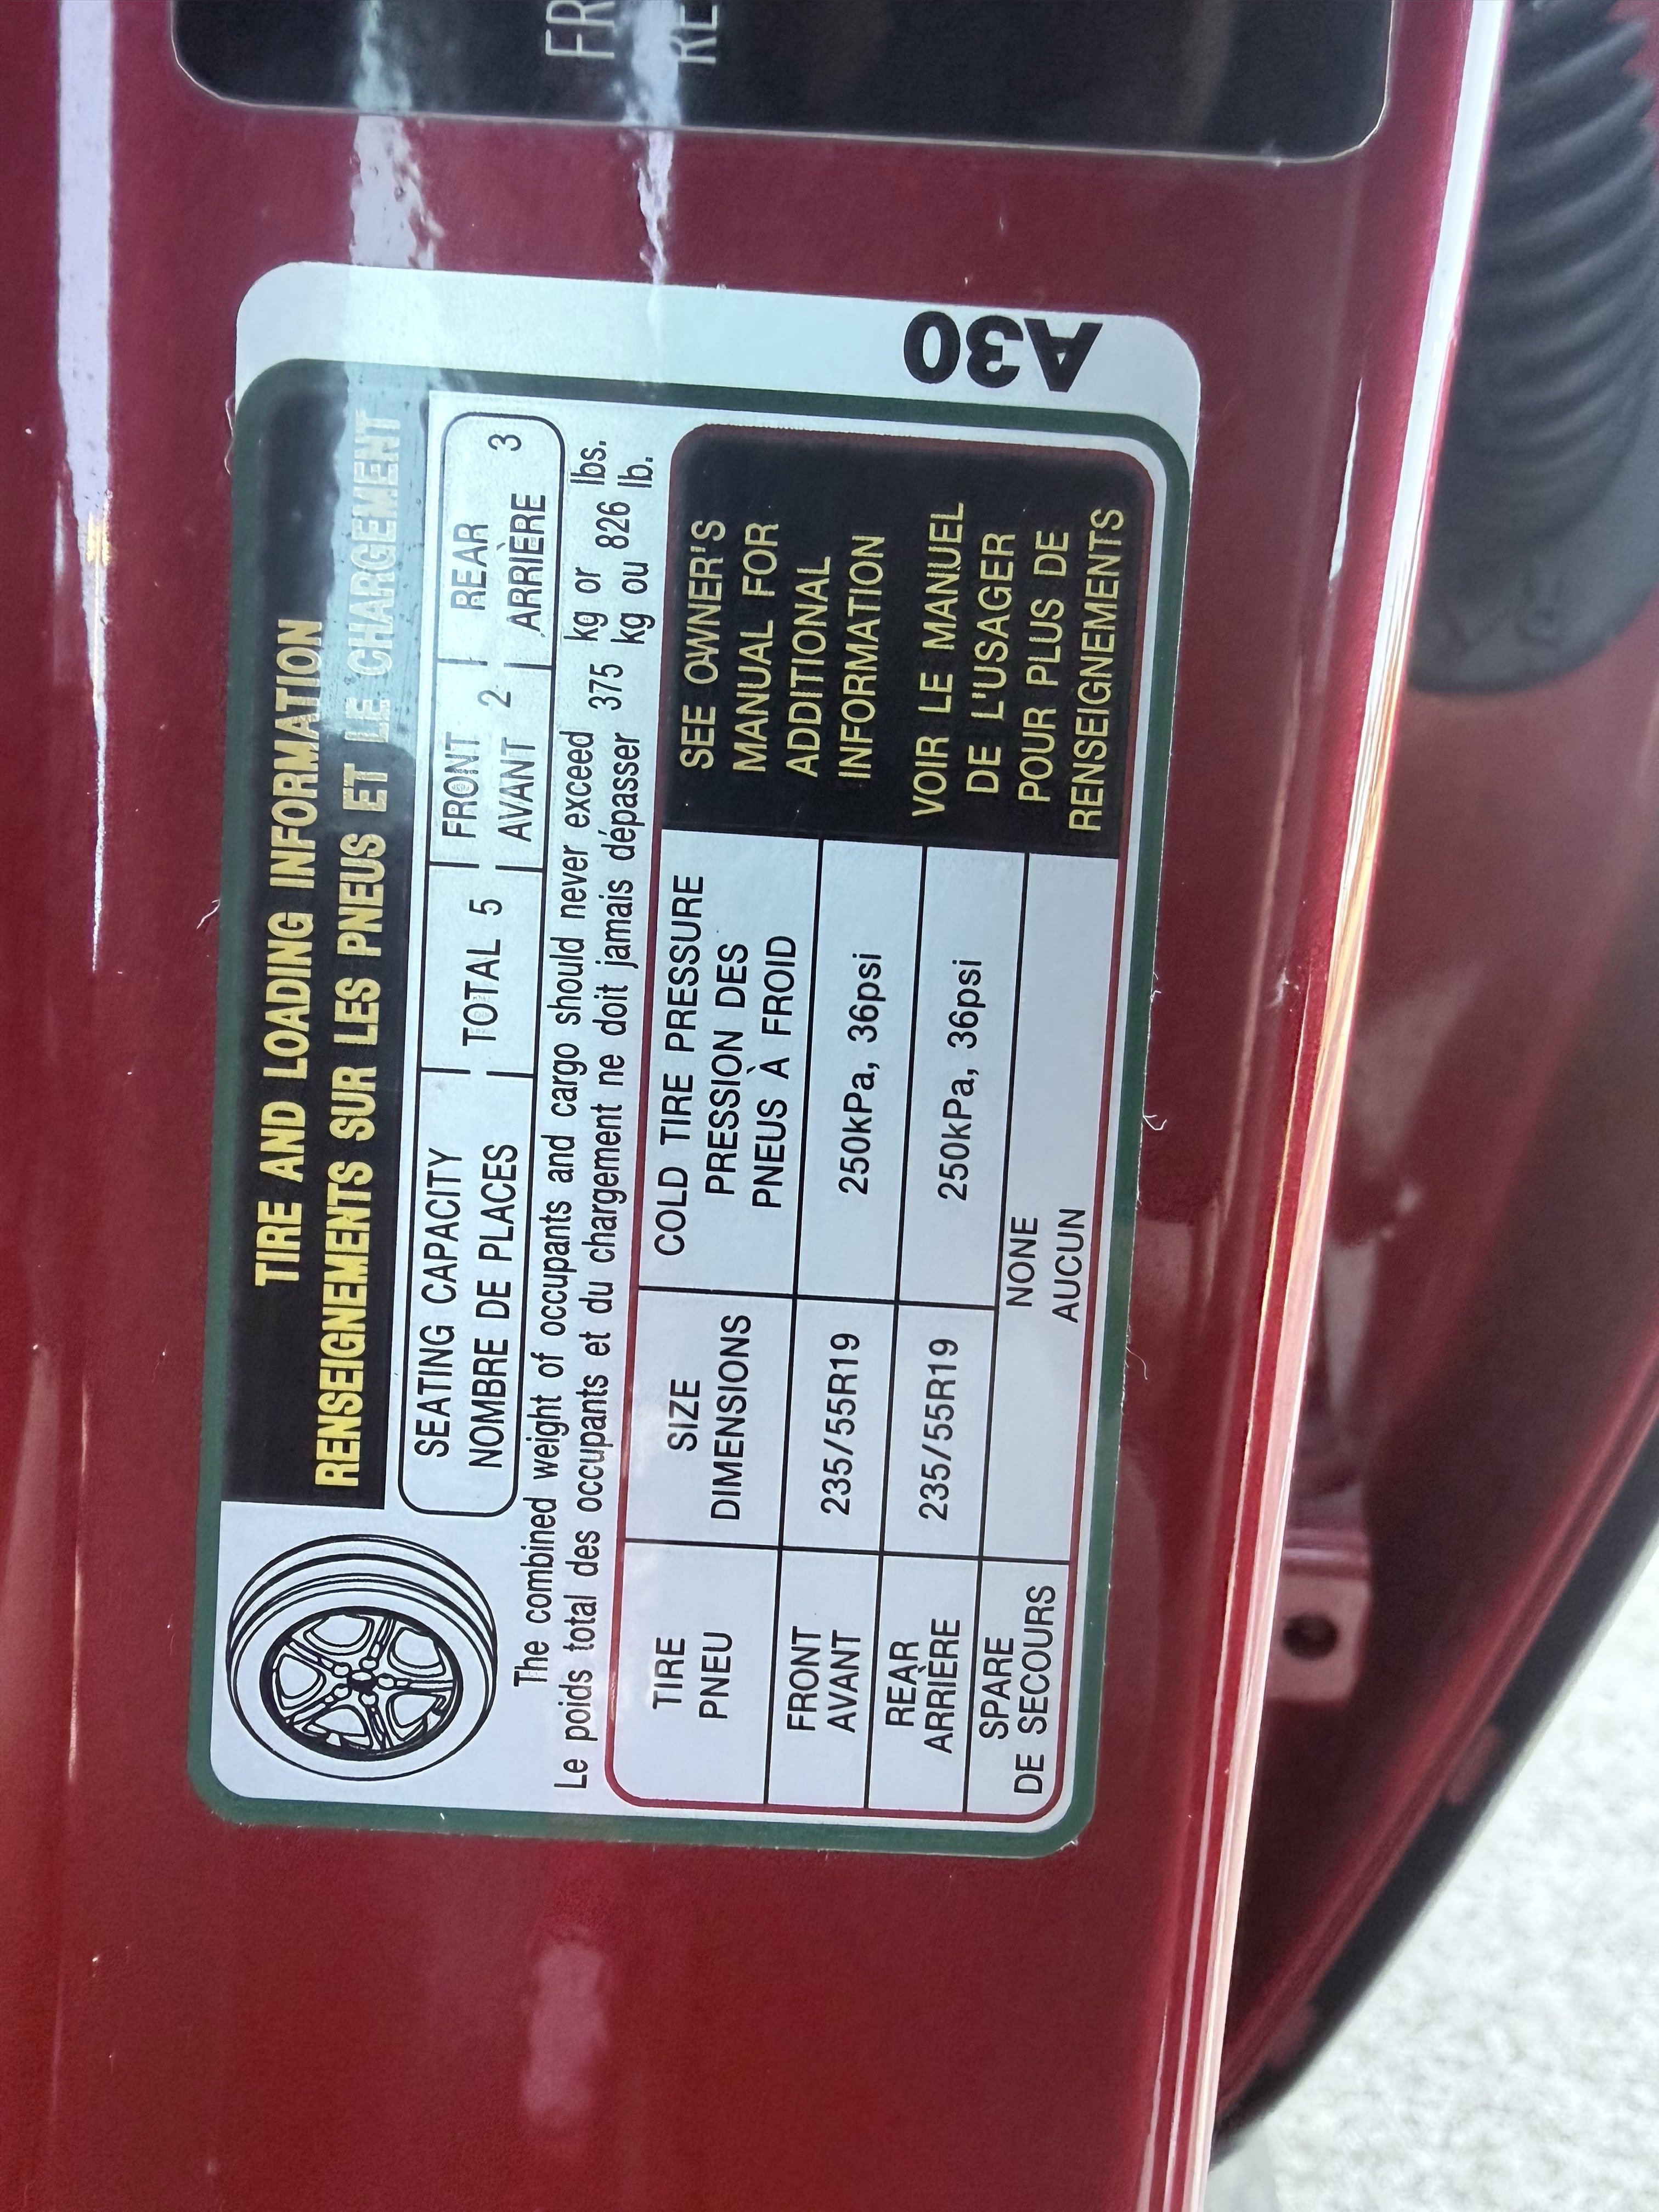 FR
RE
TIRE AND LOADING INFORMATION
RENSEIGNEMENTS SUR LES PNEUS ET LE CHARGEMENT
SEATING CAPACITY
NOMBRE DE PLACES
TOTAL 5
FRONT
AVANT 2
REAR
ARRIÈRE 3
The combined weight of occupants and cargo should never exceed 375 kg or 826 lbs.
Le poids total des occupants et du chargement ne doit jamais dépasser 375 kg ou 826 lb.
TIRE
PNEU
SIZE
DIMENSIONS
COLD TIRE PRESSURE
PRESSION DES
PNEUS À FROID
FRONT
AVANT
235/55R19
250kPa, 36psi
REAR
ARRIÈRE
235/55R19
250kPa, 36psi
SPARE
DE SECOURS
NONE
AUCUN
SEE OWNER'S
MANUAL FOR
ADDITIONAL
INFORMATION
VOIR LE MANUEL
DE L'USAGER
POUR PLUS DE
RENSEIGNEMENTS
A30